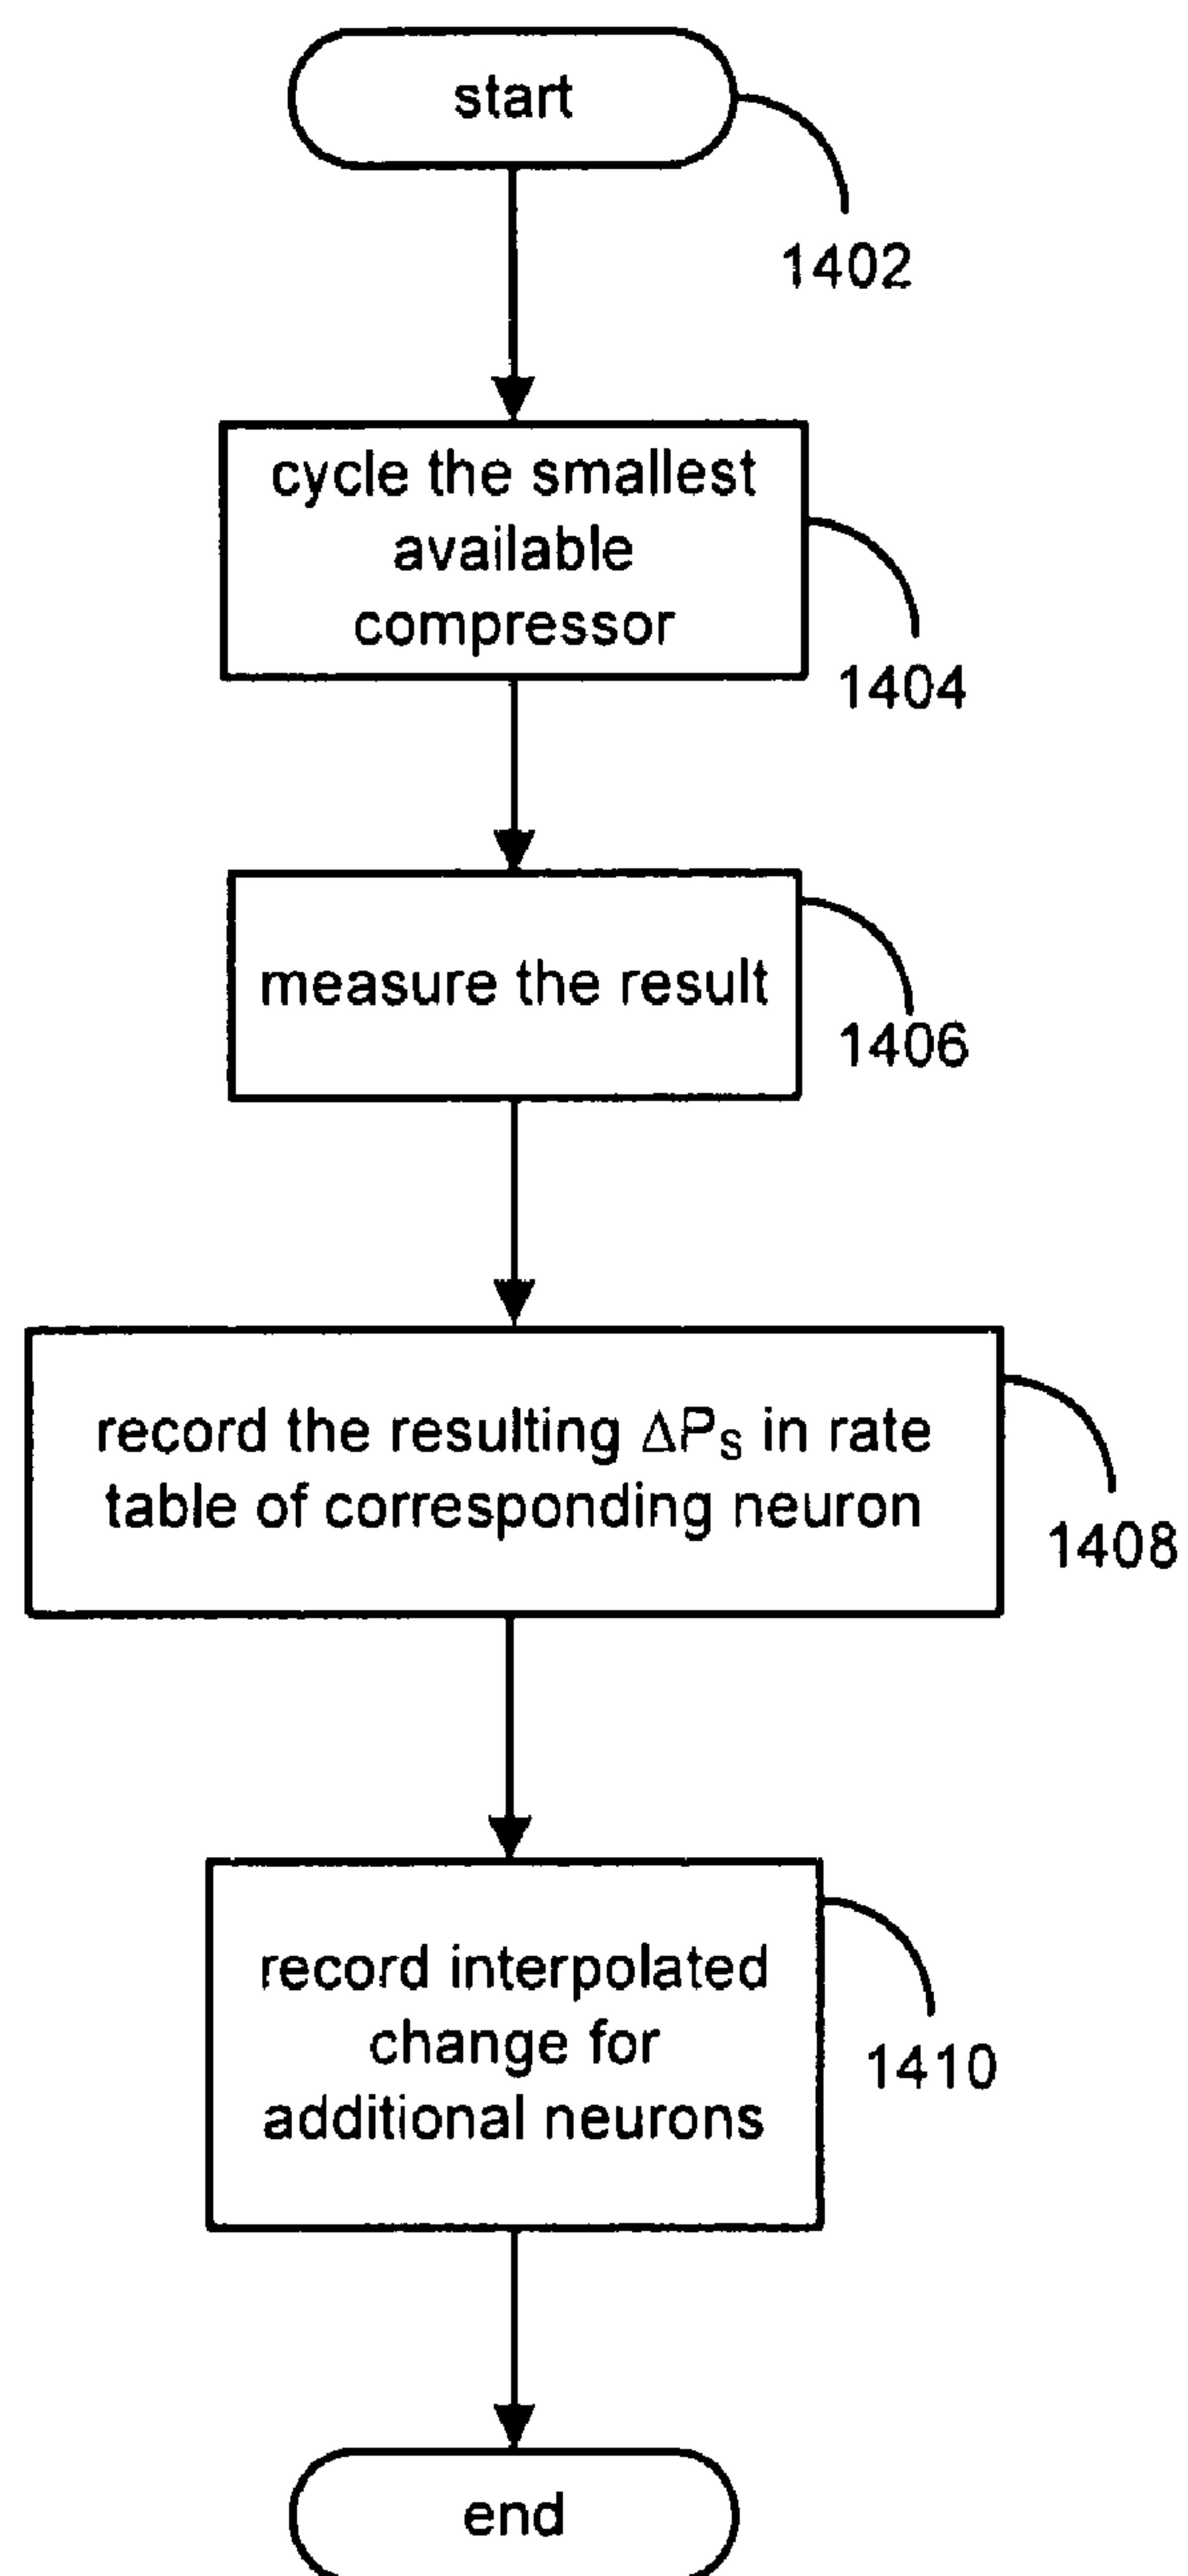 start
1402
cycle the smallest
available
compressor
1404
measure the result
1406
record the resulting ΔPₛ in rate
table of corresponding neuron
1408
record interpolated
change for
additional neurons
1410
end